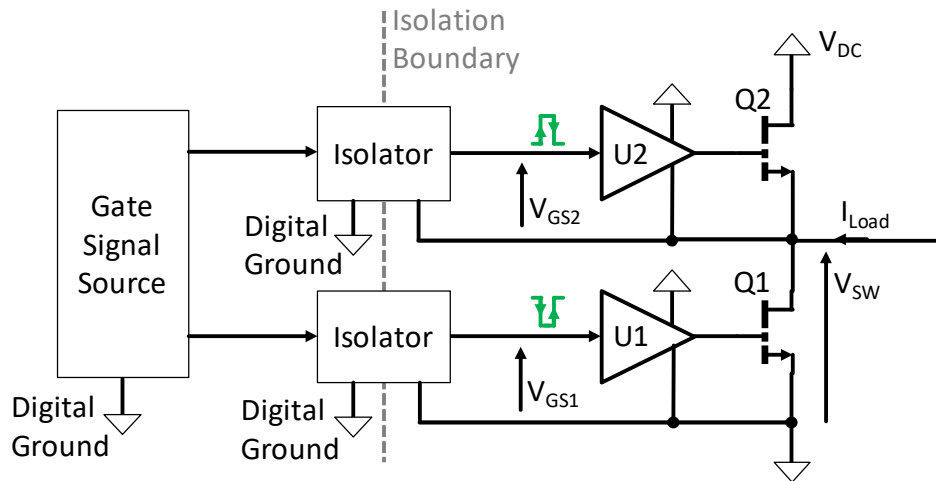 Isolation
Boundary
V_DC
Q2
Isolator
U2
Gate
Signal
Source
Digital
Ground
V_GS2
I_Load
Q1
V_SW
Isolator
U1
Digital
Ground
Digital
Ground
V_GS1